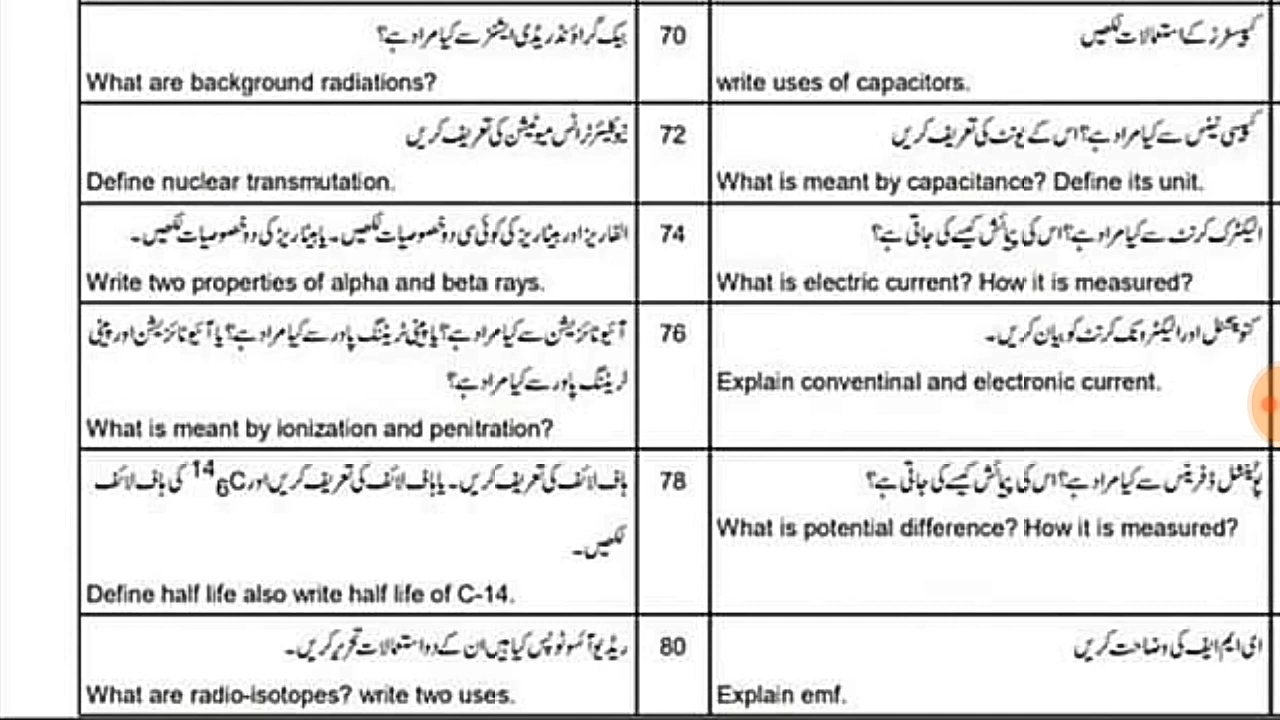 بیک گراؤنڈ ریڈی ایشنز سے کیا مراد ہے؟
What are background radiations?
70
کپیسٹرز کے استعمالات لکھیں
write uses of capacitors.
نیوکلیئر ٹرانس میوٹیشن کی تعریف کریں
Define nuclear transmutation.
72
کپیسی ٹینس سے کیا مراد ہے؟ اس کے یونٹ کی تعریف کریں
What is meant by capacitance? Define its unit.
الفا ریز اور بیٹا ریز کی کوئی سی دو خصوصیات لکھیں۔ یا بیٹا ریز کی دو خصوصیات لکھیں۔
Write two properties of alpha and beta rays.
74
الیکٹرک کرنٹ سے کیا مراد ہے؟ اس کی پیمائش کیسے کی جاتی ہے؟
What is electric current? How it is measured?
آئیونائزیشن سے کیا مراد ہے؟ یا پینی ٹریٹنگ پاور سے کیا مراد ہے؟ یا آئیونائزیشن اور پینی
ٹریٹنگ پاور سے کیا مراد ہے؟
What is meant by ionization and penitration?
76
کنونشنل اور الیکٹرونک کرنٹ کو بیان کریں۔
Explain conventinal and electronic current.
ہاف لائف کی تعریف کریں۔ یا ہاف لائف کی تعریف کریں اور ¹⁴₆C کی ہاف لائف
لکھیں۔
Define half life also write half life of C-14.
78
پوٹینشل ڈفرینس سے کیا مراد ہے؟ اس کی پیمائش کیسے کی جاتی ہے؟
What is potential difference? How it is measured?
ریڈیو آئسوٹوپس کیا ہیں ان کے دو استعمالات تحریر کریں۔
What are radio-isotopes? write two uses.
80
ای ایم ایف کی وضاحت کریں
Explain emf.